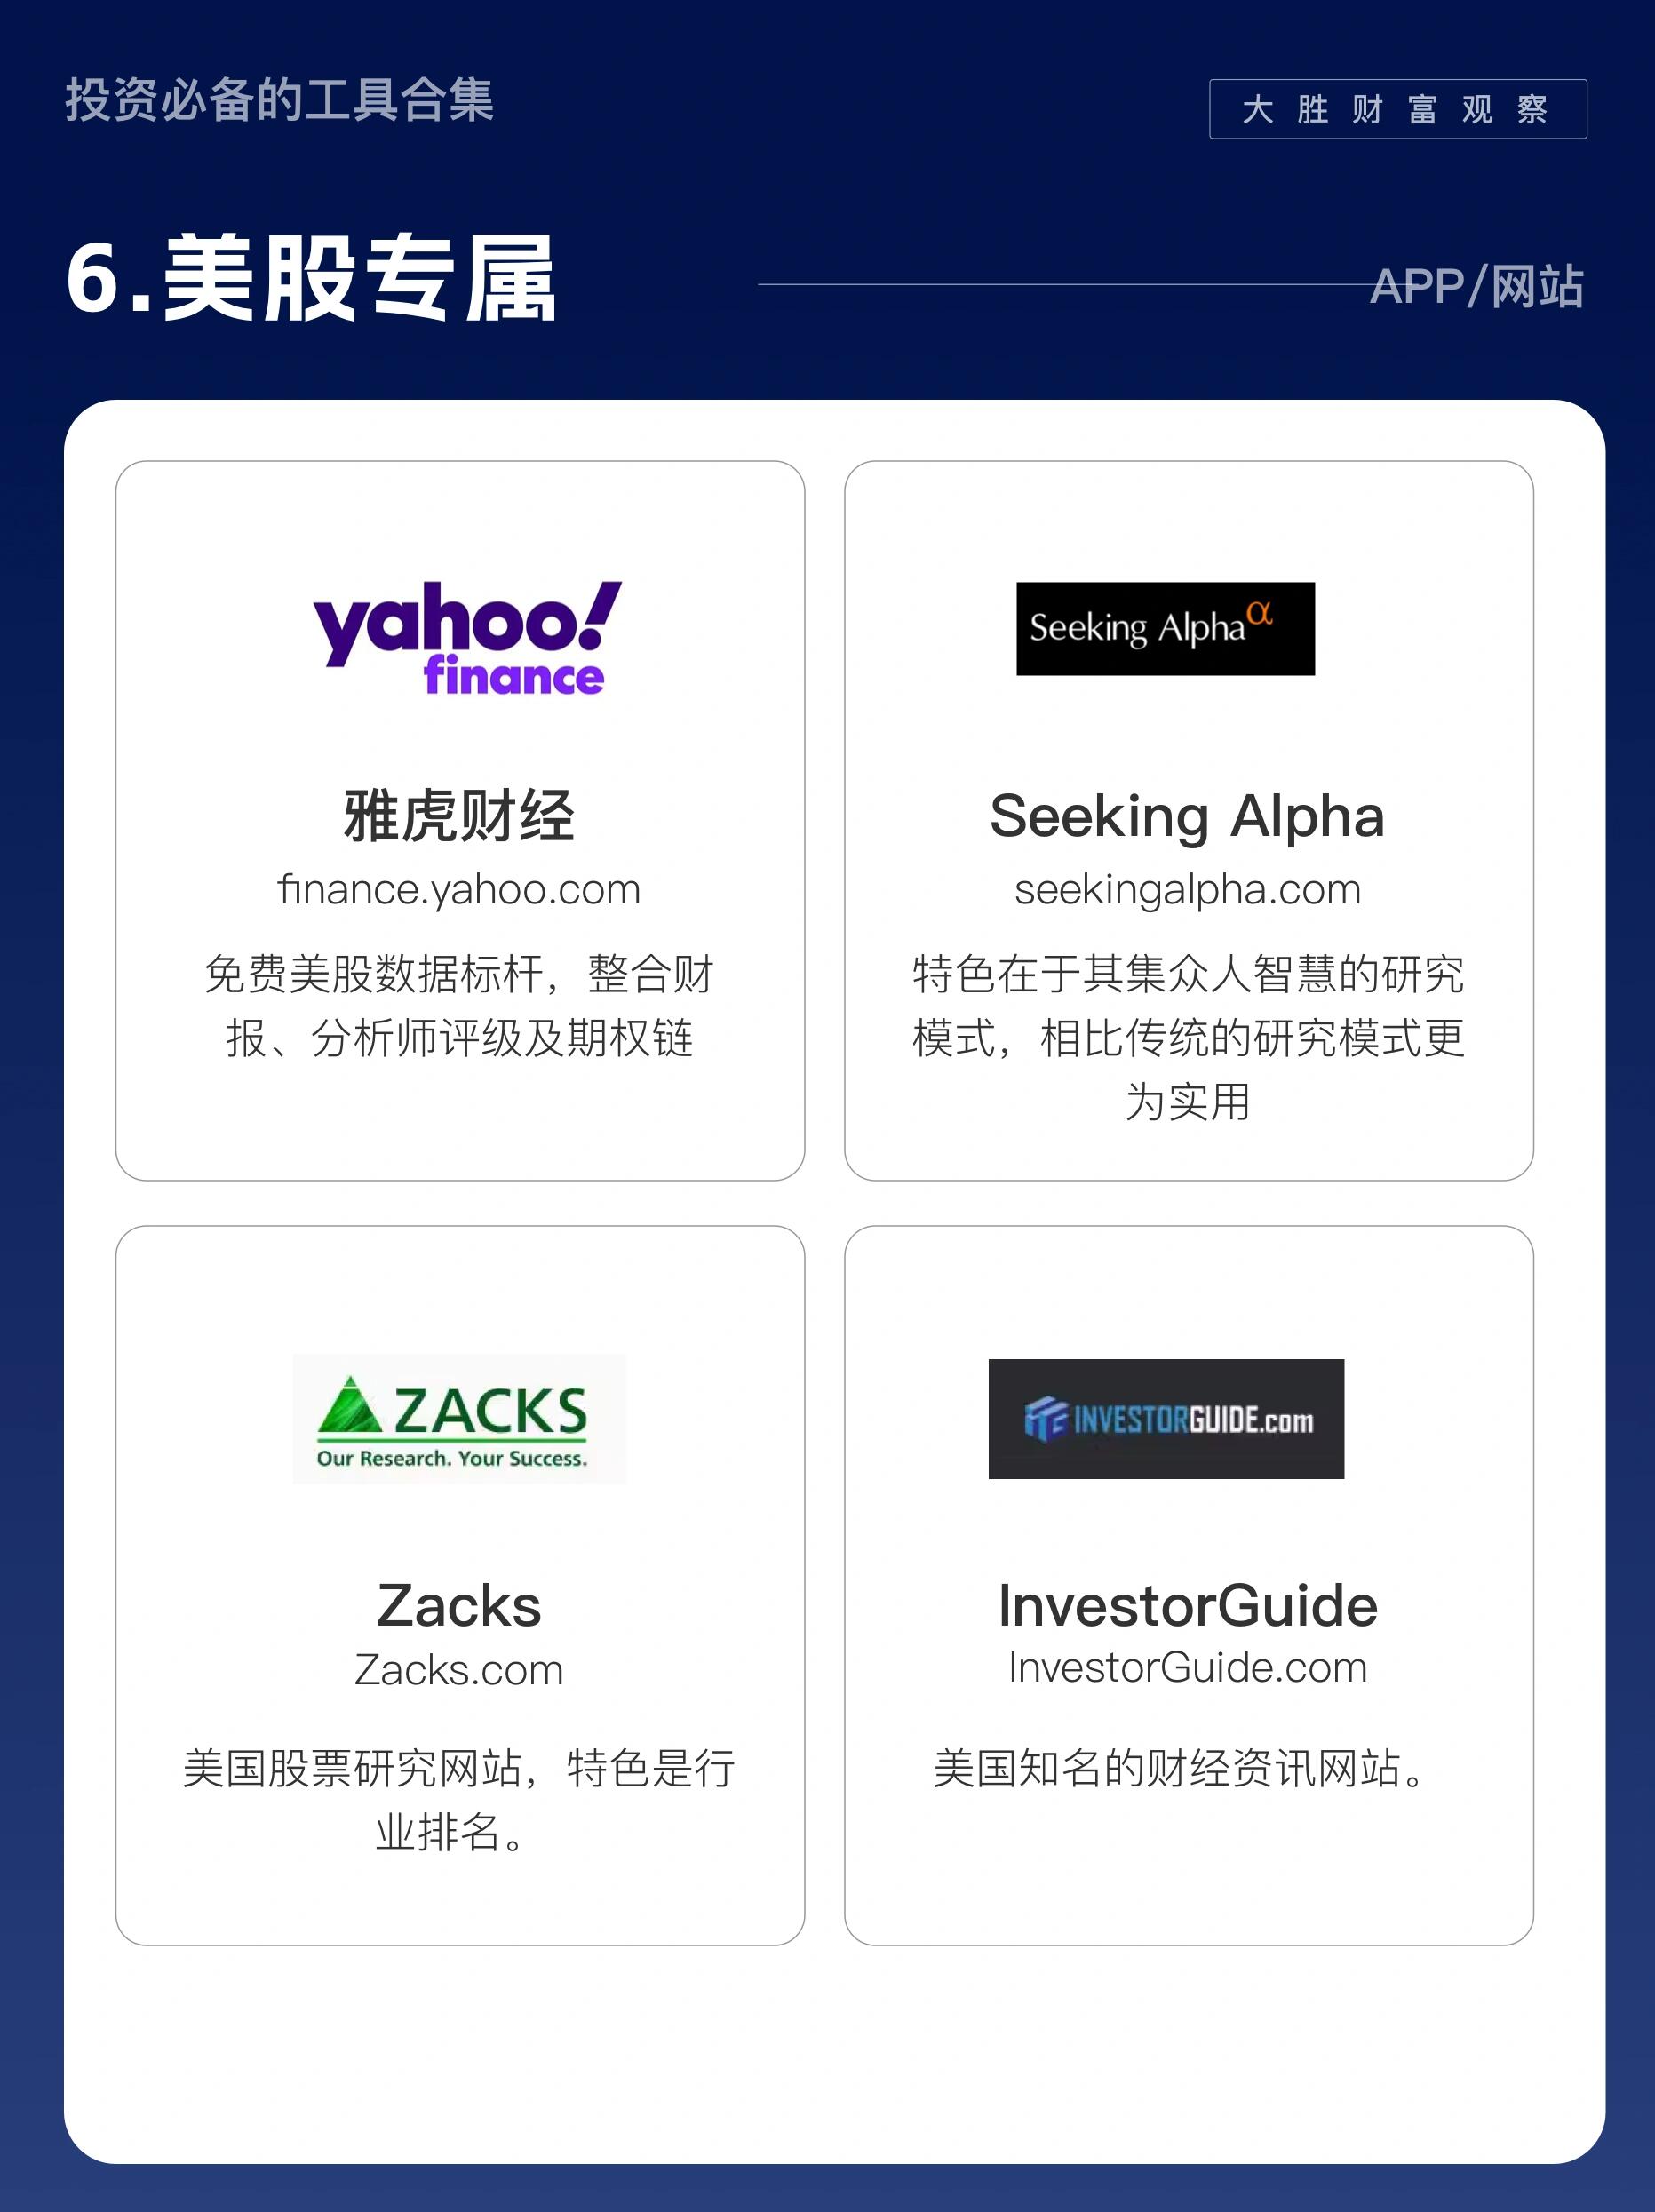 投资必备的工具合集
大胜财富观察
6.美股专属
APP/网站
yahoo!
finance
雅虎财经
finance.yahoo.com
免费美股数据标杆，整合财
报、分析师评级及期权链
Seeking Alpha α
Seeking Alpha
seekingalpha.com
特色在于其集众人智慧的研究
模式，相比传统的研究模式更
为实用
ZACKS
Our Research. Your Success.
Zacks
Zacks.com
美国股票研究网站，特色是行
业排名。
INVESTORGUIDE.com
InvestorGuide
InvestorGuide.com
美国知名的财经资讯网站。